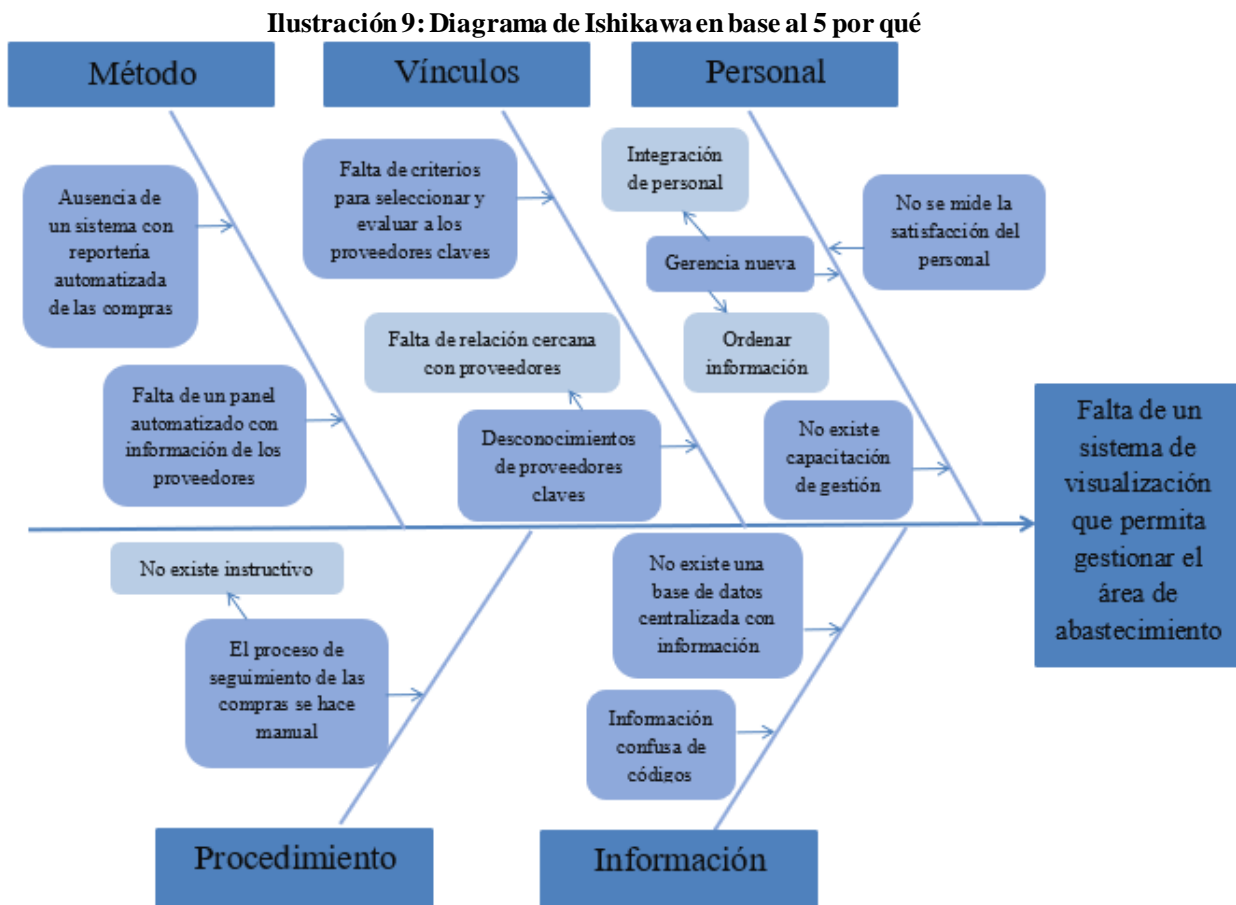 Ilustración 9: Diagrama de Ishikawa en base al 5 por qué
Método
Vínculos
Personal
Ausencia de
un sistema con
reportería
automatizada
de las compras
Falta de un panel
automatizado con
información de los
proveedores
Falta de criterios
para seleccionar y
evaluar a los
proveedores claves
Falta de relación cercana
con proveedores
Desconocimientos
de proveedores
claves
Integración
de personal
Gerencia nueva
Ordenar
información
No se mide la
satisfacción del
personal
No existe
capacitación
de gestión
Falta de un
sistema de
visualización
que permita
gestionar el
área de
abastecimiento
No existe instructivo
El proceso de
seguimiento de las
compras se hace
manual
No existe una
base de datos
centralizada con
información
Información
confusa de
códigos
Procedimiento
Información